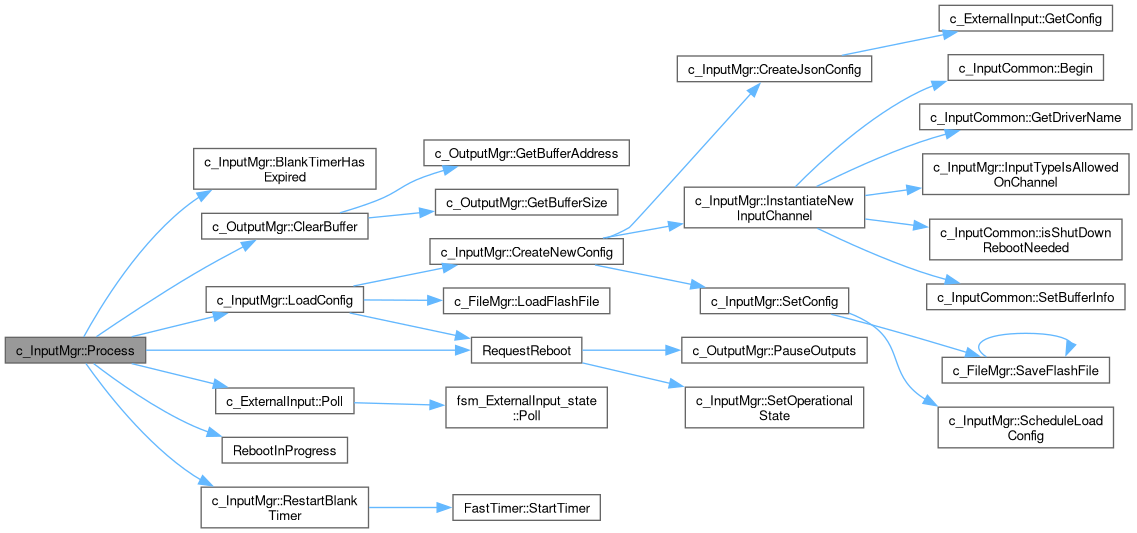 c_InputMgr::Process
c_InputMgr::BlankTimerHas
Expired
c_OutputMgr::ClearBuffer
c_OutputMgr::GetBufferAddress
c_OutputMgr::GetBufferSize
c_InputMgr::LoadConfig
c_InputMgr::CreateNewConfig
c_InputMgr::CreateJsonConfig
c_ExternalInput::GetConfig
c_InputMgr::InstantiateNew
InputChannel
c_InputCommon::Begin
c_InputCommon::GetDriverName
c_InputMgr::InputTypeIsAllowed
OnChannel
c_InputCommon::isShutDown
RebootNeeded
c_InputCommon::SetBufferInfo
c_InputMgr::SetConfig
c_FileMgr::SaveFlashFile
c_InputMgr::ScheduleLoad
Config
c_FileMgr::LoadFlashFile
RequestReboot
c_OutputMgr::PauseOutputs
c_InputMgr::SetOperational
State
c_ExternalInput::Poll
fsm_ExternalInput_state
::Poll
RebootInProgress
c_InputMgr::RestartBlank
Timer
FastTimer::StartTimer